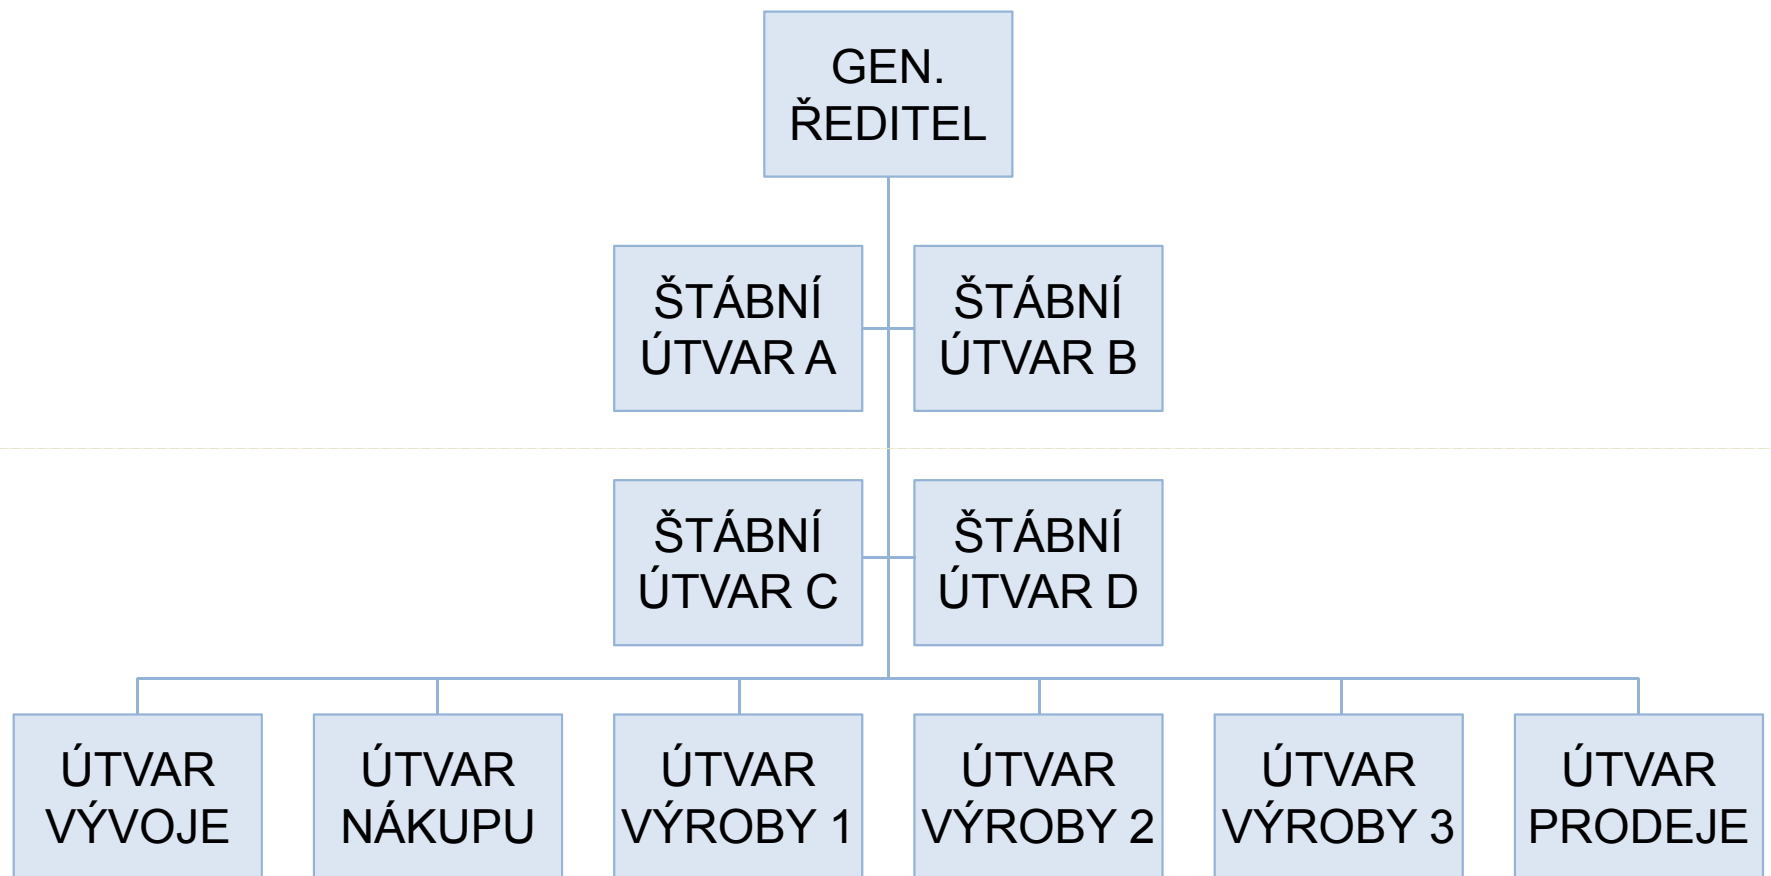 GEN.
ŘEDITEL
ŠTÁBNÍ
ÚTVAR A
ŠTÁBNÍ
ÚTVAR B
ŠTÁBNÍ
ÚTVAR C
ŠTÁBNÍ
ÚTVAR D
ÚTVAR
VÝVOJE
ÚTVAR
NÁKUPU
ÚTVAR
VÝROBY 1
ÚTVAR
VÝROBY 2
ÚTVAR
VÝROBY 3
ÚTVAR
PRODEJE